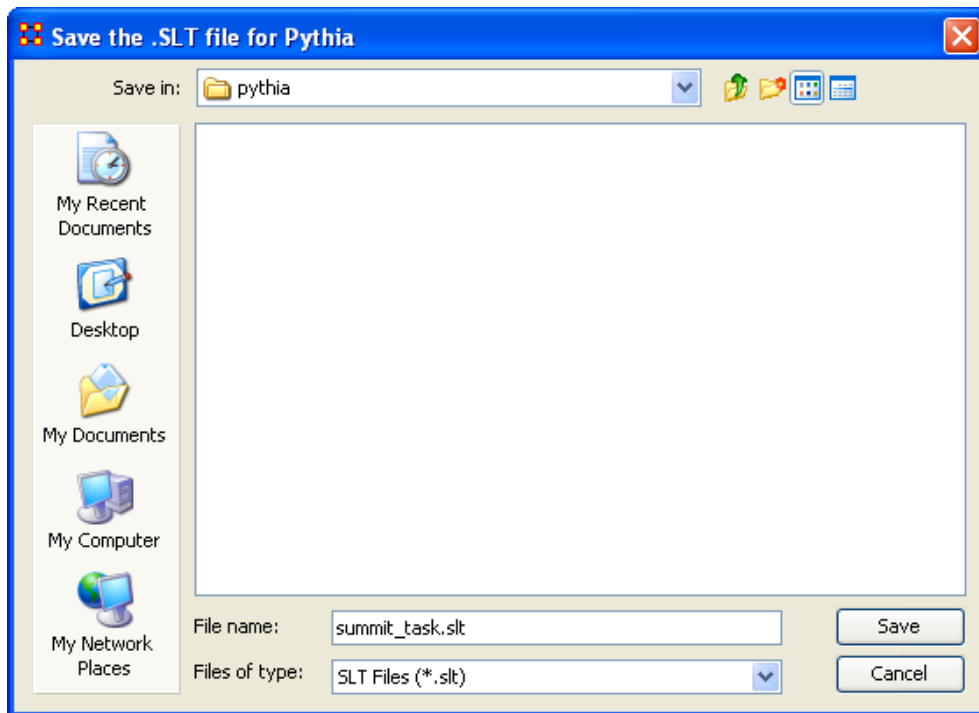 Save the .SLT file for Pythia
Save in:
pythia
My Recent
Documents
Desktop
My Documents
My Computer
My Network
Places
File name:
summit_task.slt
Save
Files of type:
SLT Files (*.slt)
Cancel